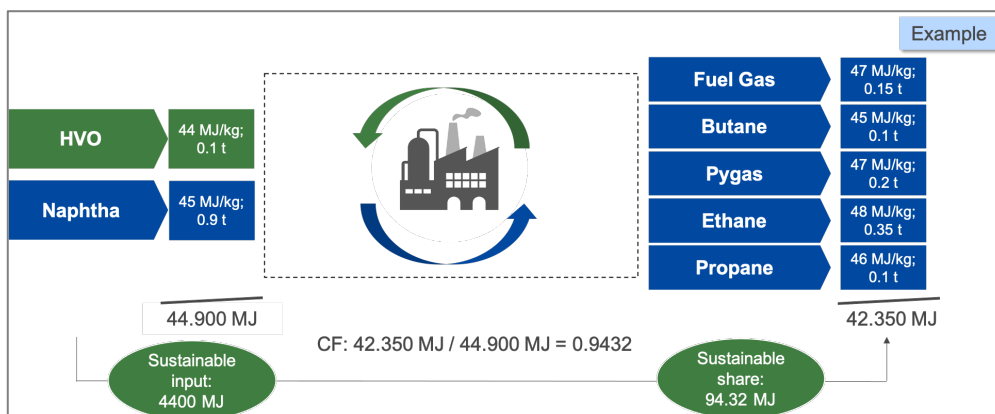 Example
HVO
44 MJ/kg;
0.1 t
Naphtha
45 MJ/kg;
0.9 t
Fuel Gas
47 MJ/kg;
0.15 t
Butane
45 MJ/kg;
0.1 t
Pygas
47 MJ/kg;
0.2 t
Ethane
48 MJ/kg;
0.35 t
Propane
46 MJ/kg;
0.1 t
44.900 MJ
42.350 MJ
CF: 42.350 MJ / 44.900 MJ = 0.9432
Sustainable
input:
4400 MJ
Sustainable
share:
94.32 MJ